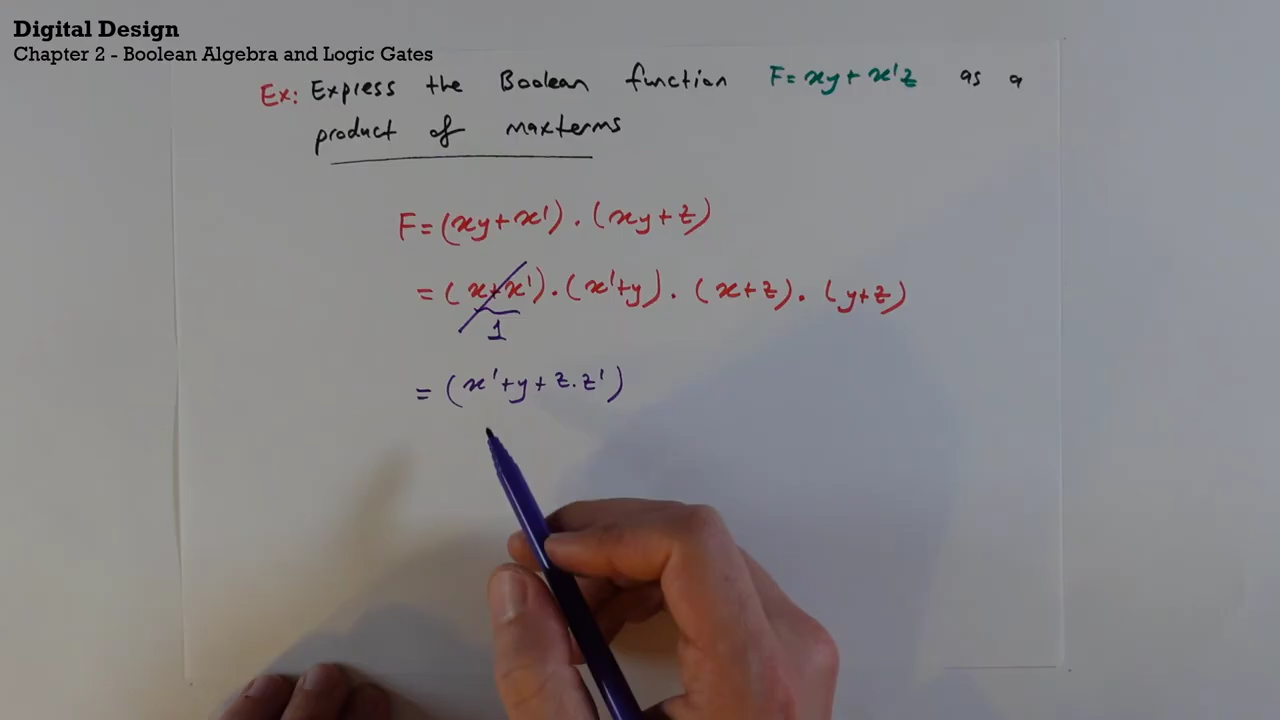 Digital Design
Chapter 2 - Boolean Algebra and Logic Gates
Ex: Express the Boolean function F=xy+x'z as a
product of maxterms
F=(xy+x').(xy+z)
=(x+x').(x'+y).(x+z).(y+z)
1
=(x'+y+z.z')